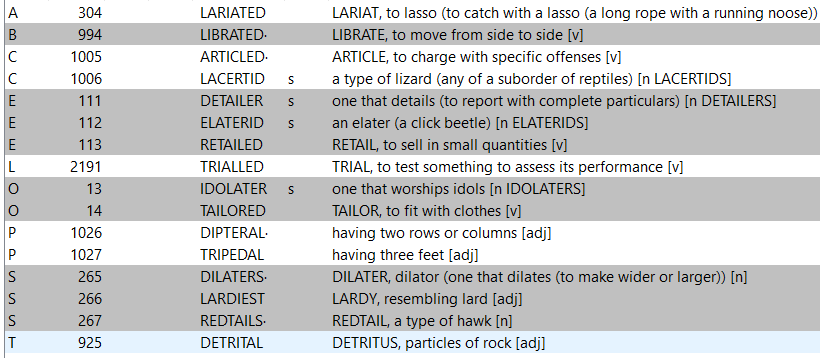 A 304 LARIATED LARIAT, to lasso (to catch with a lasso (a long rope with a running noose))
B 994 LIBRATED· LIBRATE, to move from side to side [v]
C 1005 ARTICLED· ARTICLE, to charge with specific offenses [v]
C 1006 LACERTID s a type of lizard (any of a suborder of reptiles) [n LACERTIDS]
E 111 DETAILER s one that details (to report with complete particulars) [n DETAILERS]
E 112 ELATERID s an elater (a click beetle) [n ELATERIDS]
E 113 RETAILED RETAIL, to sell in small quantities [v]
L 2191 TRIALLED TRIAL, to test something to assess its performance [v]
O 13 IDOLATER s one that worships idols [n IDOLATERS]
O 14 TAILORED TAILOR, to fit with clothes [v]
P 1026 DIPTERAL· having two rows or columns [adj]
P 1027 TRIPEDAL having three feet [adj]
S 265 DILATERS· DILATER, dilator (one that dilates (to make wider or larger)) [n]
S 266 LARDIEST LARDY, resembling lard [adj]
S 267 REDTAILS· REDTAIL, a type of hawk [n]
T 925 DETRITAL DETRITUS, particles of rock [adj]